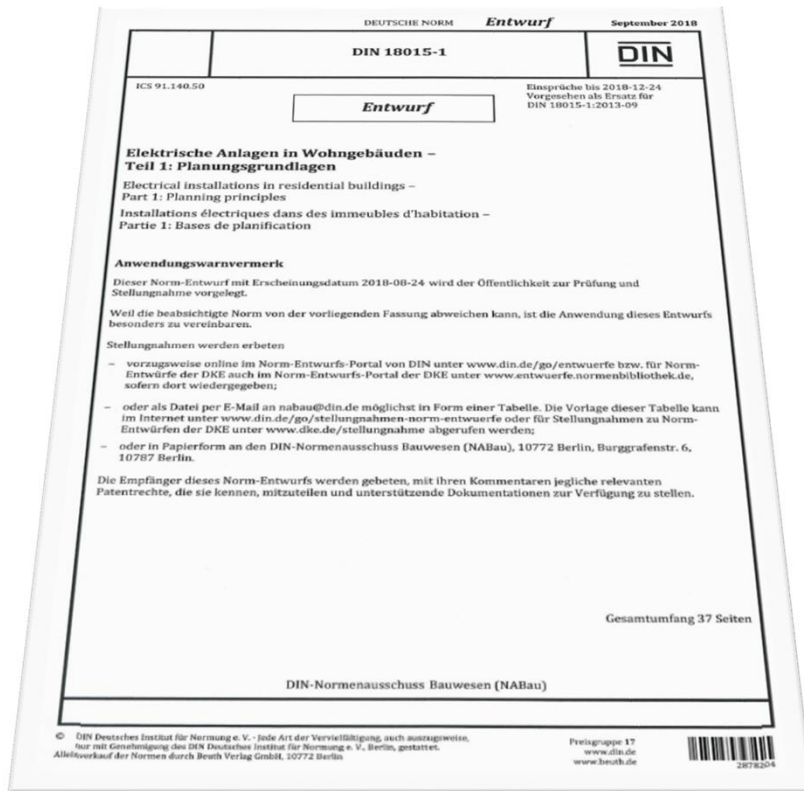 DEUTSCHE NORM Entwurf September 2018
DIN 18015-1
DIN
ICS 91.140.50
Einsprüche bis 2018-12-24
Vorgesehen als Ersatz für
DIN 18015-1:2013-09
Entwurf
Elektrische Anlagen in Wohngebäuden –
Teil 1: Planungsgrundlagen
Electrical installations in residential buildings –
Part 1: Planning principles
Installations électriques dans des immeubles d'habitation –
Partie 1: Bases de planification
Anwendungswarnvermerk
Dieser Norm-Entwurf mit Erscheinungsdatum 2018-08-24 wird der Öffentlichkeit zur Prüfung und
Stellungnahme vorgelegt.
Weil die beabsichtigte Norm von der vorliegenden Fassung abweichen kann, ist die Anwendung dieses Entwurfs
besonders zu vereinbaren.
Stellungnahmen werden erbeten
– vorzugsweise online im Norm-Entwurfs-Portal von DIN unter www.din.de/go/entwuerfe bzw. für Norm-
Entwürfe der DKE auch im Norm-Entwurfs-Portal der DKE unter www.entwuerfe.normenbibliothek.de,
sofern dort wiedergegeben;
– oder als Datei per E-Mail an nabau@din.de möglichst in Form einer Tabelle. Die Vorlage dieser Tabelle kann
im Internet unter www.din.de/go/stellungnahmen-norm-entwuerfe oder für Stellungnahmen zu Norm-
Entwürfen der DKE unter www.dke.de/stellungnahme abgerufen werden;
– oder in Papierform an den DIN-Normenausschuss Bauwesen (NABau), 10772 Berlin, Burggrafenstr. 6,
10787 Berlin.
Die Empfänger dieses Norm-Entwurfs werden gebeten, mit ihren Kommentaren jegliche relevanten
Patentrechte, die sie kennen, mitzuteilen und unterstützende Dokumentationen zur Verfügung zu stellen.
Gesamtumfang 37 Seiten
DIN-Normenausschuss Bauwesen (NABau)
© DIN Deutsches Institut für Normung e. V. - Jede Art der Vervielfältigung, auch auszugsweise,
nur mit Genehmigung des DIN Deutsches Institut für Normung e. V., Berlin, gestattet.
Alleinverkauf der Normen durch Beuth Verlag GmbH, 10772 Berlin
Preisgruppe 17
www.din.de
www.beuth.de
2878204